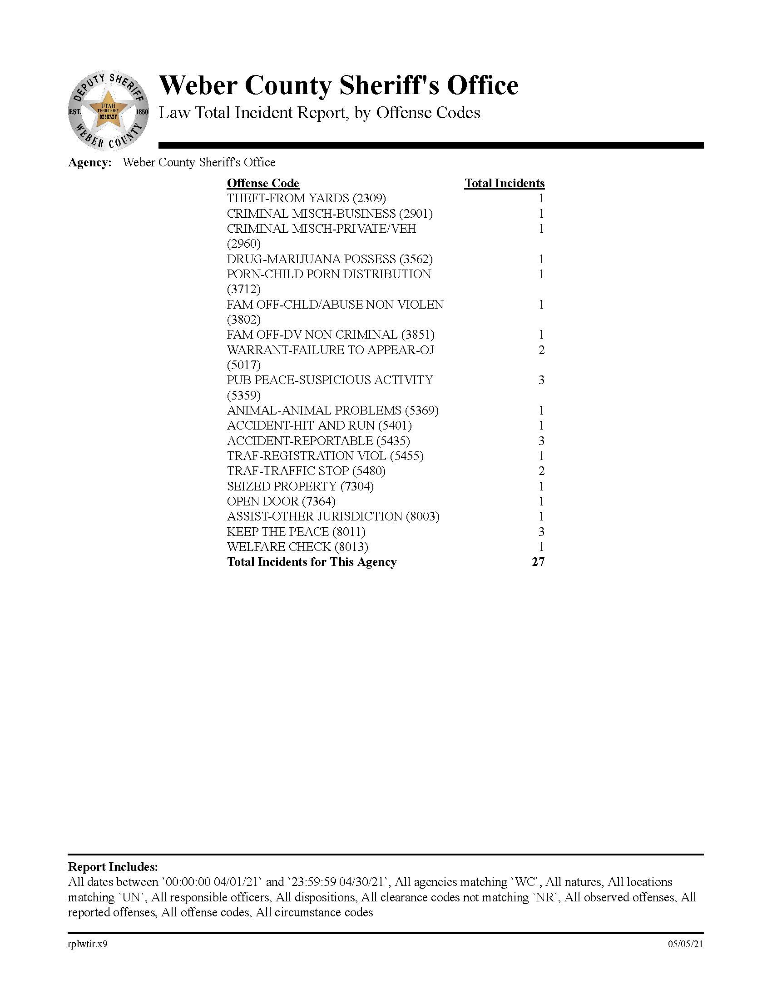 DEPUTY SHERIFF
EST.
UTAH
TERRITORY
DESERET
1850
WEBER COUNTY
Weber County Sheriff's Office
Law Total Incident Report, by Offense Codes
Agency: Weber County Sheriff's Office
Offense Code Total Incidents
THEFT-FROM YARDS (2309) 1
CRIMINAL MISCH-BUSINESS (2901) 1
CRIMINAL MISCH-PRIVATE/VEH 1
(2960)
DRUG-MARIJUANA POSSESS (3562) 1
PORN-CHILD PORN DISTRIBUTION 1
(3712)
FAM OFF-CHLD/ABUSE NON VIOLEN 1
(3802)
FAM OFF-DV NON CRIMINAL (3851) 1
WARRANT-FAILURE TO APPEAR-OJ 2
(5017)
PUB PEACE-SUSPICIOUS ACTIVITY 3
(5359)
ANIMAL-ANIMAL PROBLEMS (5369) 1
ACCIDENT-HIT AND RUN (5401) 1
ACCIDENT-REPORTABLE (5435) 3
TRAF-REGISTRATION VIOL (5455) 1
TRAF-TRAFFIC STOP (5480) 2
SEIZED PROPERTY (7304) 1
OPEN DOOR (7364) 1
ASSIST-OTHER JURISDICTION (8003) 1
KEEP THE PEACE (8011) 3
WELFARE CHECK (8013) 1
Total Incidents for This Agency 27
Report Includes:
All dates between `00:00:00 04/01/21` and `23:59:59 04/30/21`, All agencies matching `WC`, All natures, All locations
matching `UN`, All responsible officers, All dispositions, All clearance codes not matching `NR`, All observed offenses, All
reported offenses, All offense codes, All circumstance codes
rplwtir.x9 05/05/21